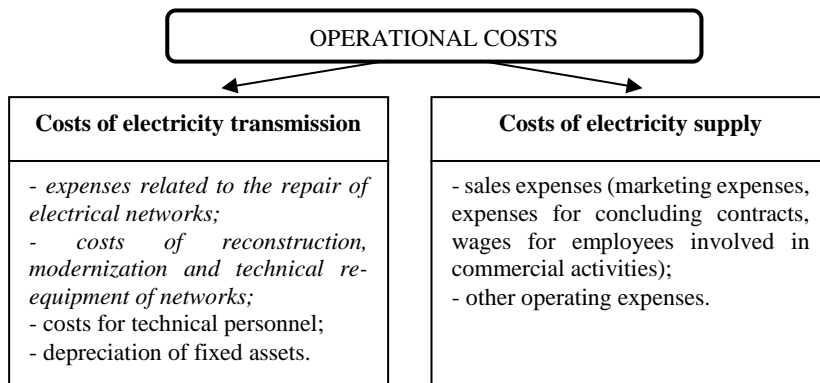 OPERATIONAL COSTS
Costs of electricity transmission
- expenses related to the repair of
electrical networks;
- costs of reconstruction,
modernization and technical re-
equipment of networks;
- costs for technical personnel;
- depreciation of fixed assets.
Costs of electricity supply
- sales expenses (marketing expenses,
expenses for concluding contracts,
wages for employees involved in
commercial activities);
- other operating expenses.